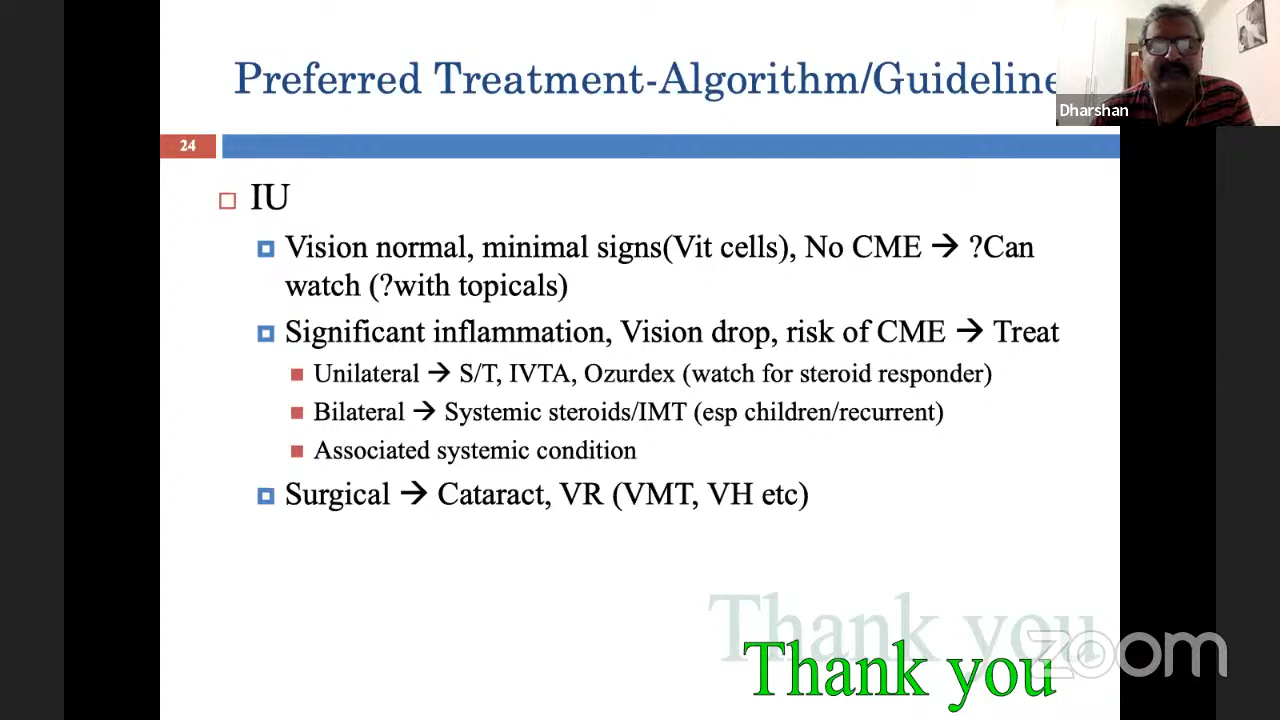 Preferred Treatment-Algorithm/Guideline
Dharshan
24
IU
Vision normal, minimal signs(Vit cells), No CME → ?Can
watch (?with topicals)
Significant inflammation, Vision drop, risk of CME → Treat
Unilateral → S/T, IVTA, Ozurdex (watch for steroid responder)
Bilateral → Systemic steroids/IMT (esp children/recurrent)
Associated systemic condition
Surgical → Cataract, VR (VMT, VH etc)
Thank you
zoom